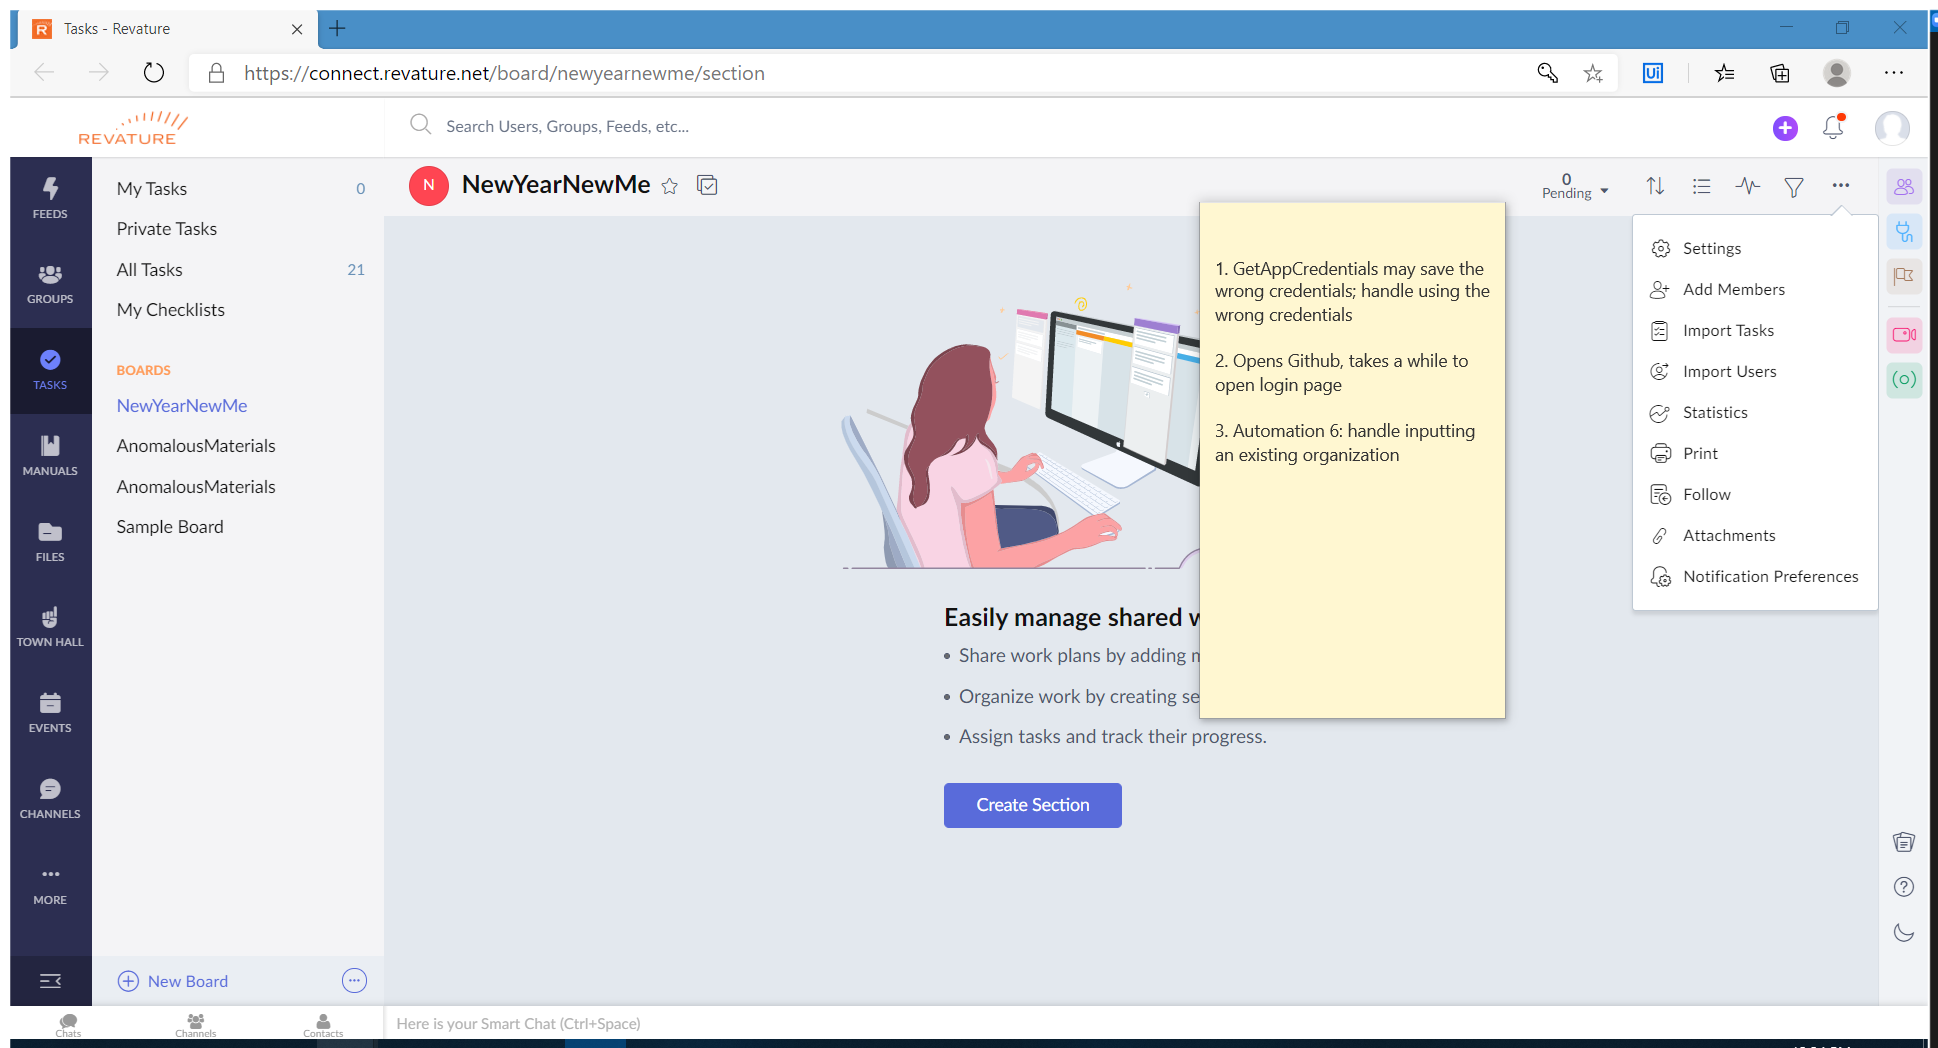 Tasks - Revature
https://connect.revature.net/board/newyearnewme/section
Ui
REVATURE
Search Users, Groups, Feeds, etc...
FEEDS
GROUPS
TASKS
MANUALS
FILES
TOWN HALL
EVENTS
CHANNELS
MORE
My Tasks 0
Private Tasks
All Tasks 21
My Checklists
BOARDS
NewYearNewMe
AnomalousMaterials
AnomalousMaterials
Sample Board
New Board
N NewYearNewMe
0
Pending
1. GetAppCredentials may save the
wrong credentials; handle using the
wrong credentials
2. Opens Github, takes a while to
open login page
3. Automation 6: handle inputting
an existing organization
Settings
Add Members
Import Tasks
Import Users
Statistics
Print
Follow
Attachments
Notification Preferences
Easily manage shared
Share work plans by adding
Organize work by creating
Assign tasks and track their progress.
Create Section
Chats
Channels
Contacts
Here is your Smart Chat (Ctrl+Space)